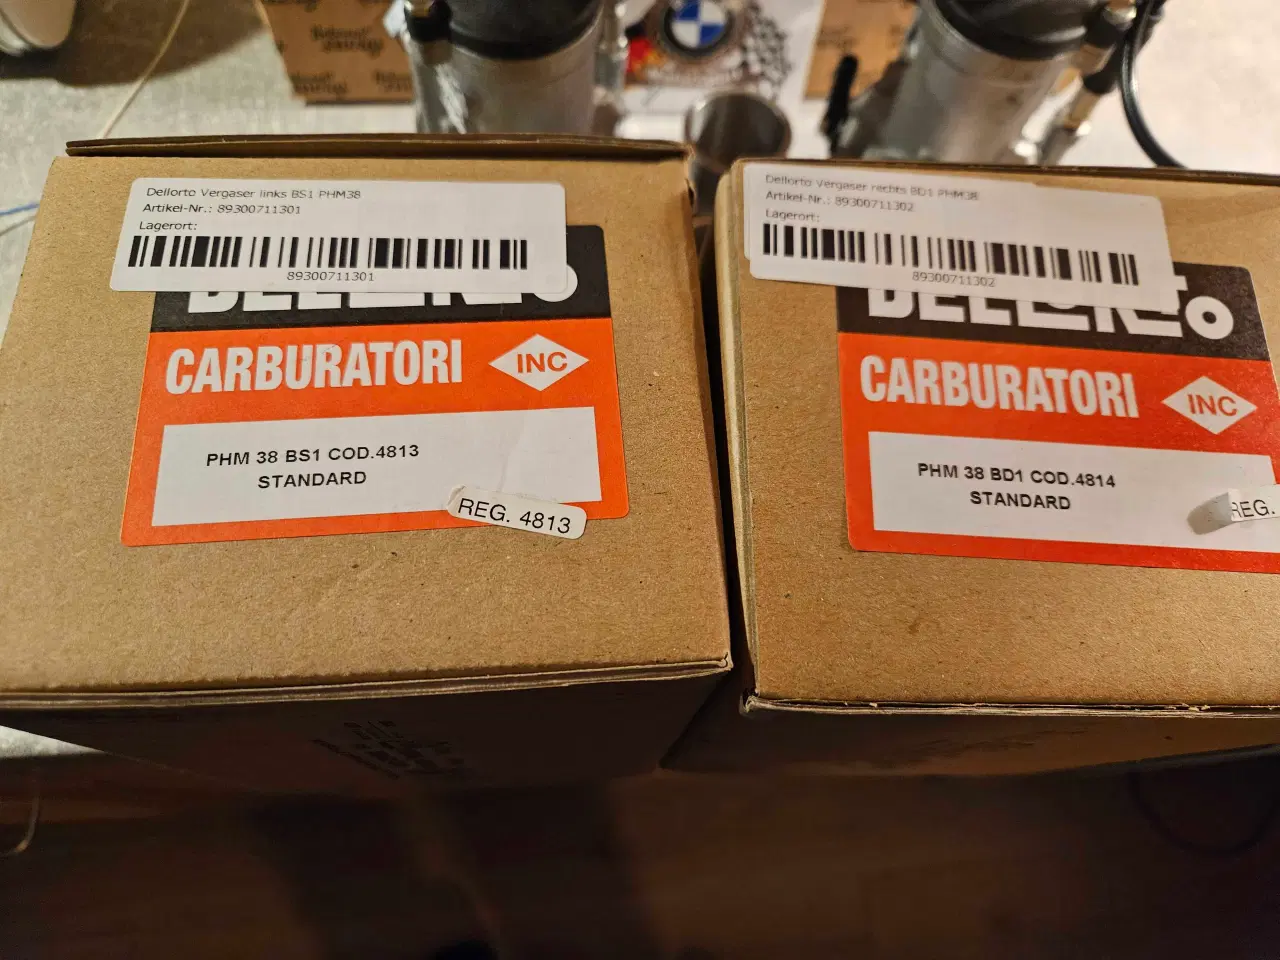 Dellorto Vergaser links BS1 PHM38
Artikel-Nr.: 89300711301
Lagerort:
89300711301
CARBURATORI
INC
PHM 38 BS1 COD.4813
STANDARD
REG. 4813
Dellorto Vergaser rechts BD1 PHM38
Artikel-Nr.: 89300711302
Lagerort:
89300711302
CARBURATORI
INC
PHM 38 BD1 COD.4814
STANDARD
REG.